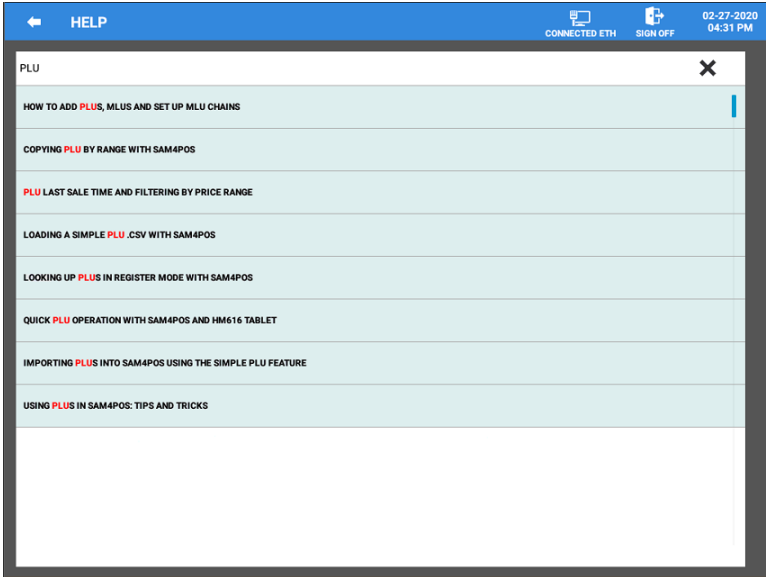 HELP
CONNECTED ETH
SIGN OFF
02-27-2020
04:31 PM
PLU
HOW TO ADD PLUS, MLUS AND SET UP MLU CHAINS
COPYING PLU BY RANGE WITH SAM4POS
PLU LAST SALE TIME AND FILTERING BY PRICE RANGE
LOADING A SIMPLE PLU .CSV WITH SAM4POS
LOOKING UP PLUS IN REGISTER MODE WITH SAM4POS
QUICK PLU OPERATION WITH SAM4POS AND HM616 TABLET
IMPORTING PLUS INTO SAM4POS USING THE SIMPLE PLU FEATURE
USING PLUS IN SAM4POS: TIPS AND TRICKS